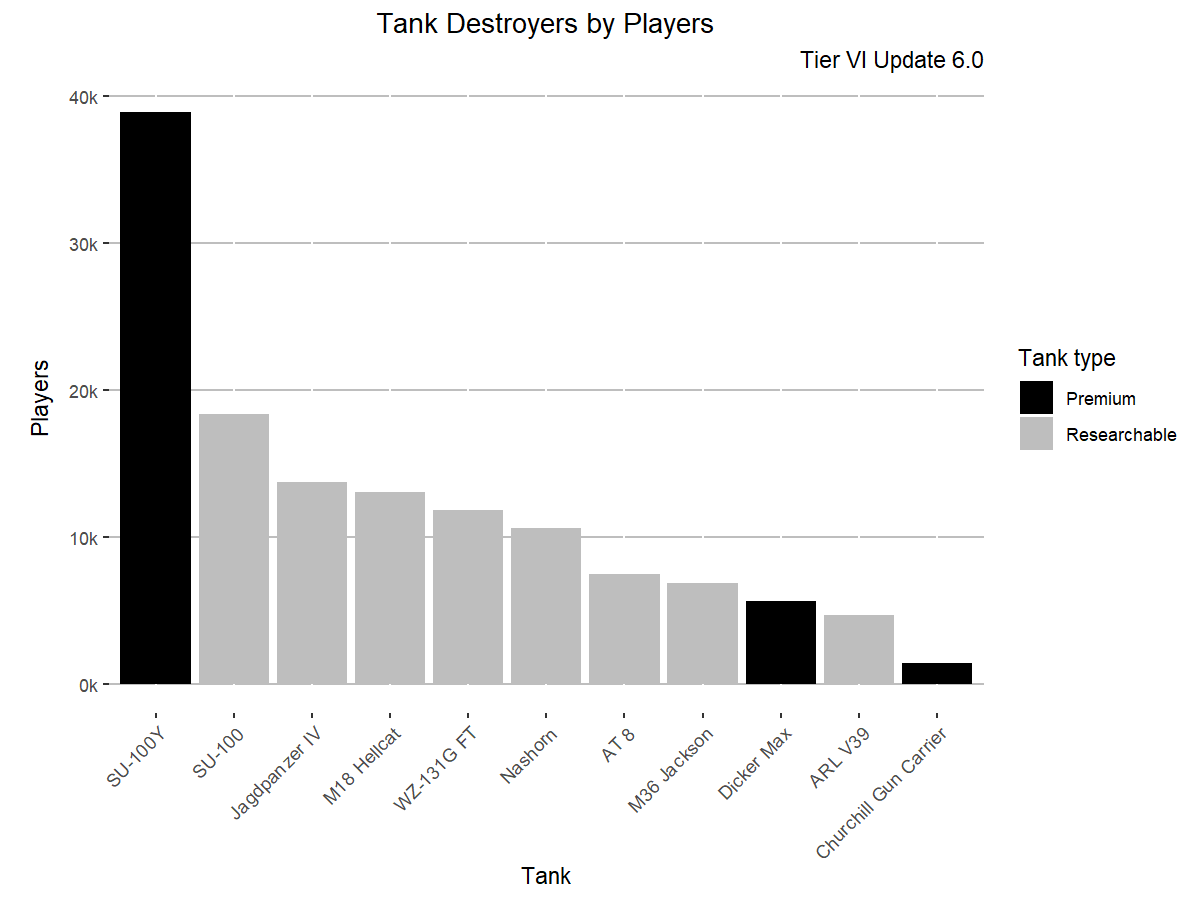 Tank Destroyers by Players
Tier VI Update 6.0
40k
30k
20k
10k
0k
Players
SU-100Y
SU-100
Jagdpanzer IV
M18 Hellcat
WZ-131G FT
Nashorn
AT 8
M36 Jackson
Dicker Max
ARL V39
Churchill Gun Carrier
Tank
Tank type
Premium
Researchable